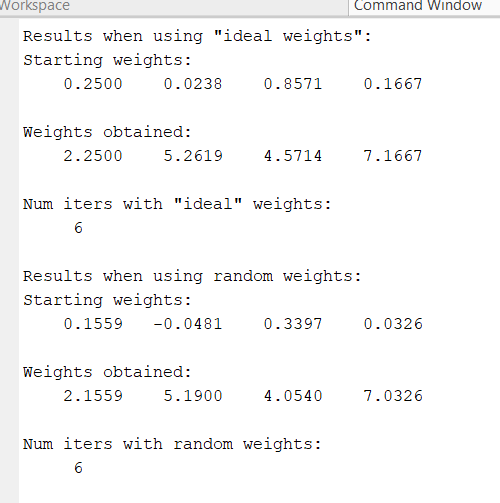 Workspace
Command Window
Results when using "ideal weights":
Starting weights:
0.2500 0.0238 0.8571 0.1667
Weights obtained:
2.2500 5.2619 4.5714 7.1667
Num iters with "ideal" weights:
6
Results when using random weights:
Starting weights:
0.1559 -0.0481 0.3397 0.0326
Weights obtained:
2.1559 5.1900 4.0540 7.0326
Num iters with random weights:
6